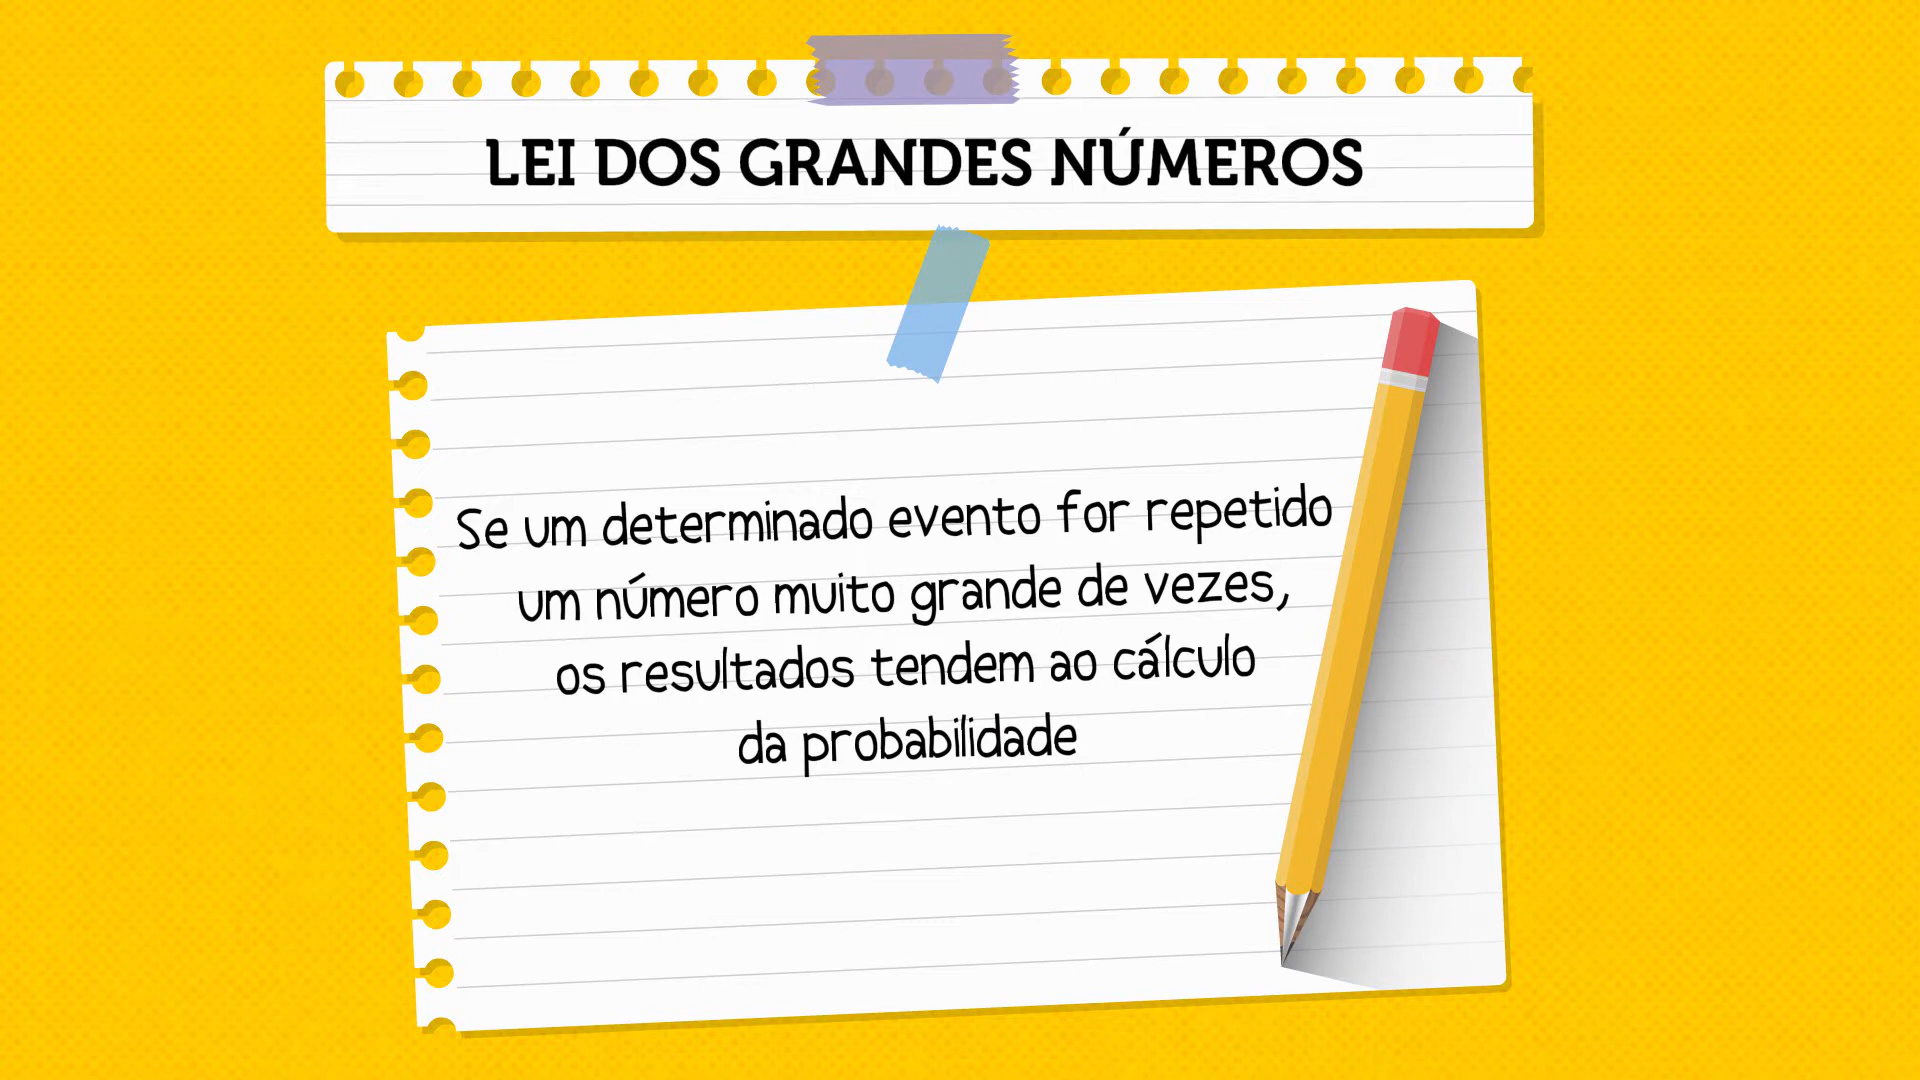 LEI DOS GRANDES NÚMEROS
Se um determinado evento for repetido
um número muito grande de vezes,
os resultados tendem ao cálculo
da probabilidade